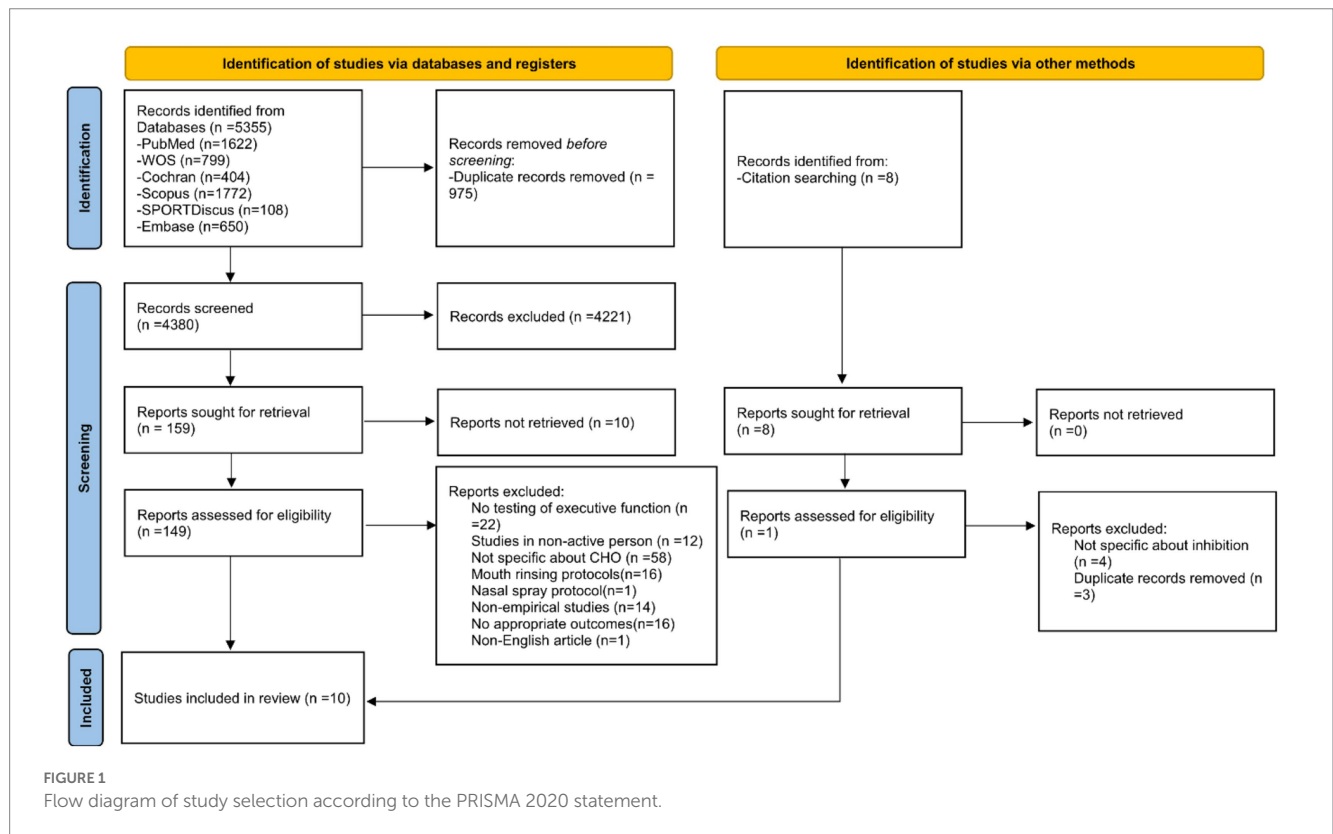 Identification of studies via databases and registers
Identification of studies via other methods
Identification
Records identified from
Databases (n =5355)
-PubMed (n=1622)
-WOS (n=799)
-Cochran (n=404)
-Scopus (n=1772)
-SPORTDiscus (n=108)
-Embase (n=650)
Records removed before
screening:
-Duplicate records removed (n =
975)
Records identified from:
-Citation searching (n =8)
Screening
Records screened
(n =4380)
Records excluded (n =4221)
Reports sought for retrieval
(n = 159)
Reports not retrieved (n =10)
Reports sought for retrieval
(n =8)
Reports not retrieved
(n =0)
Reports assessed for eligibility
(n =149)
Reports excluded:
No testing of executive function (n
=22)
Studies in non-active person (n =12)
Not specific about CHO (n =58)
Mouth rinsing protocols(n=16)
Nasal spray protocol(n=1)
Non-empirical studies (n=14)
No appropriate outcomes(n=16)
Non-English article (n=1)
Reports assessed for eligibility
(n =1)
Reports excluded:
Not specific about inhibition
(n =4)
Duplicate records removed (n
=3)
Included
Studies included in review (n =10)
FIGURE 1
Flow diagram of study selection according to the PRISMA 2020 statement.